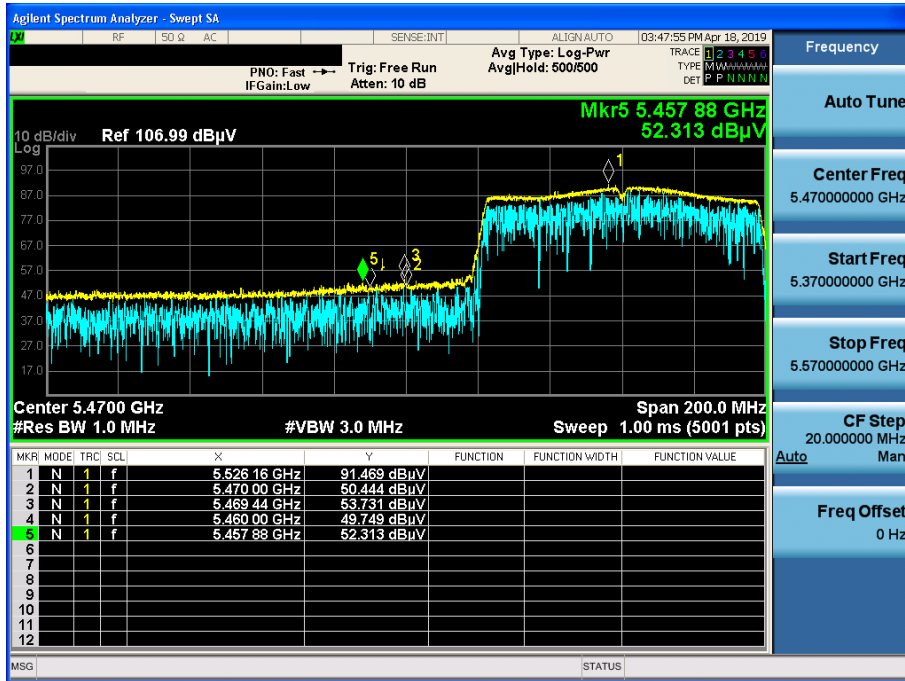 Agilent Spectrum Analyzer - Swept SA
LXI RF 50 Ω AC SENSE:INT ALIGN AUTO 03:47:55 PM Apr 18, 2019
PNO: Fast Trig: Free Run Avg Type: Log-Pwr TRACE 1 2 3 4 5 6
IFGain:Low Atten: 10 dB Avg|Hold: 500/500 TYPE M W W W W W
DET P P N N N N
Mkr5 5.457 88 GHz
52.313 dBµV
10 dB/div Ref 106.99 dBµV
Log
97.0
87.0
77.0
67.0
57.0
47.0
37.0
27.0
17.0
1
5
3
2
Center 5.4700 GHz Span 200.0 MHz
#Res BW 1.0 MHz #VBW 3.0 MHz Sweep 1.00 ms (5001 pts)
MKR MODE TRC SCL X Y FUNCTION FUNCTION WIDTH FUNCTION VALUE
1 N 1 f 5.526 16 GHz 91.469 dBµV
2 N 1 f 5.470 00 GHz 50.444 dBµV
3 N 1 f 5.469 44 GHz 53.731 dBµV
4 N 1 f 5.460 00 GHz 49.749 dBµV
5 N 1 f 5.457 88 GHz 52.313 dBµV
6
7
8
9
10
11
12
MSG STATUS
Frequency
Auto Tune
Center Freq
5.470000000 GHz
Start Freq
5.370000000 GHz
Stop Freq
5.570000000 GHz
CF Step
20.000000 MHz
Auto Man
Freq Offset
0 Hz